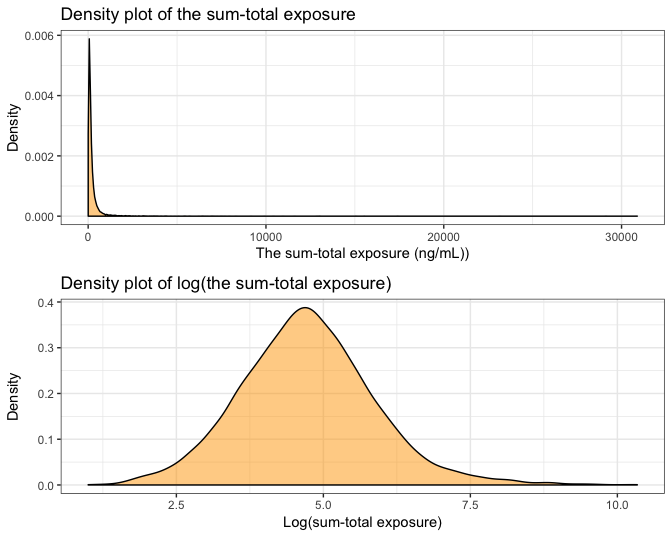 Density plot of the sum-total exposure
0.006
0.004
0.002
0.000
Density
0
10000
20000
30000
The sum-total exposure (ng/mL))
Density plot of log(the sum-total exposure)
0.4
0.3
0.2
0.1
0.0
Density
2.5
5.0
7.5
10.0
Log(sum-total exposure)